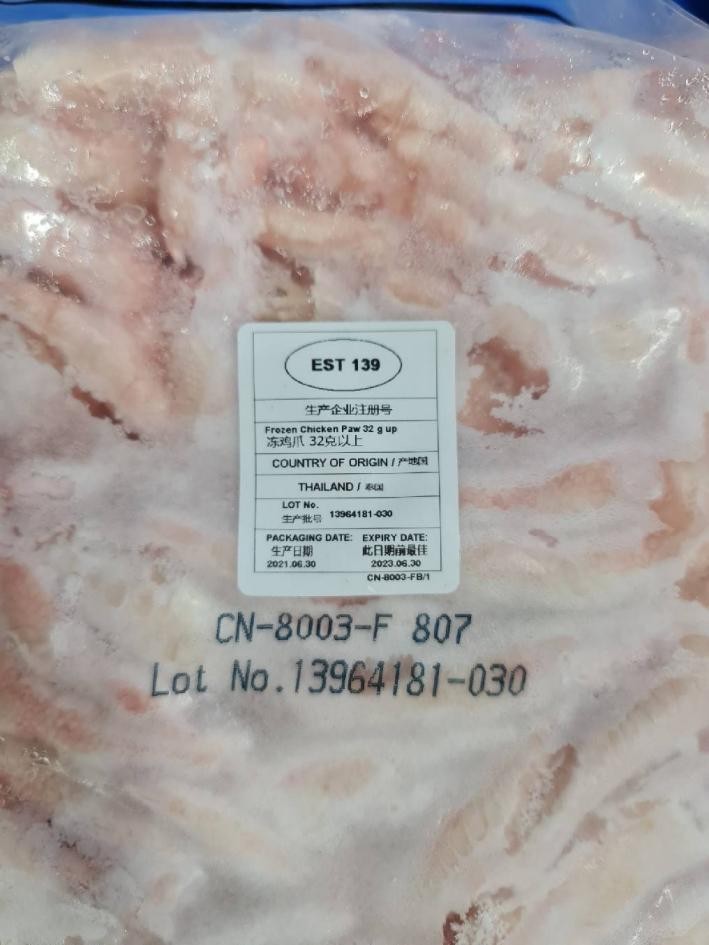 EST 139
生产企业注册号
Frozen Chicken Paw 32 g up
冻鸡爪 32克以上
COUNTRY OF ORIGIN / 产地国
THAILAND / 泰国
LOT No.
生产批号 13964181-030
PACKAGING DATE: EXPIRY DATE:
生产日期 此日期前最佳
2021.06.30 2023.06.30
CN-8003-FB/1
CN-8003-F 807
Lot No.13964181-030